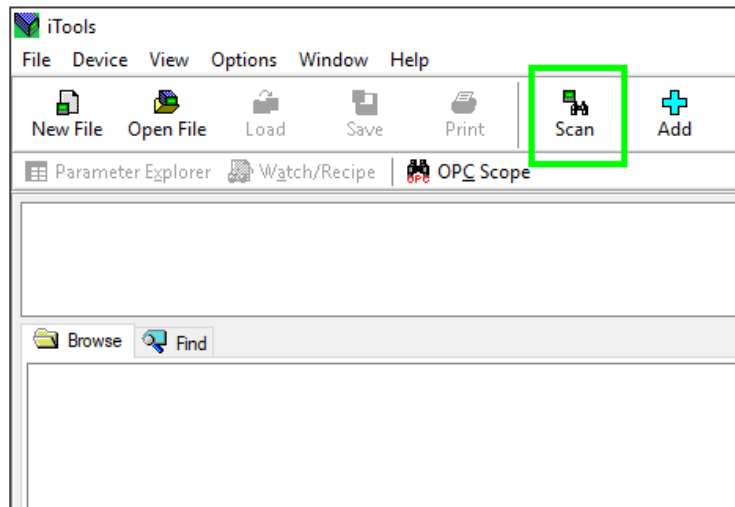 iTools
File Device View Options Window Help
New File Open File Load Save Print Scan Add
Parameter Explorer Watch/Recipe OPC OPC Scope
Browse Find